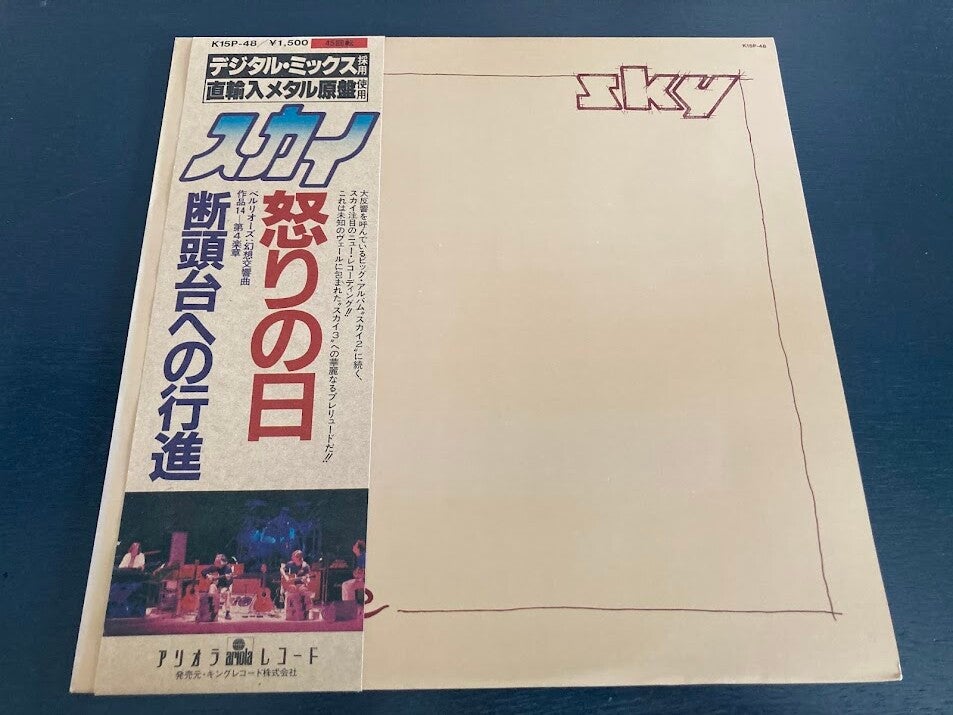 K15P-48/¥1,500 45回転
デジタル・ミックス採用
直輸入メタル原盤使用
スカイ
大反響を呼んでいるビッグ・アルバム“スカイ2”に続く、
スカイ注目のニュー・レコーディング!!
これは未知のヴェールに包まれた“スカイ3”への華麗なるプレリュードだ!!
怒りの日
ベルリオーズ:幻想交響曲
作品14―第4楽章
断頭台への行進
アリオラ ariola レコード
発売元・キングレコード株式会社
K15P-48
sky